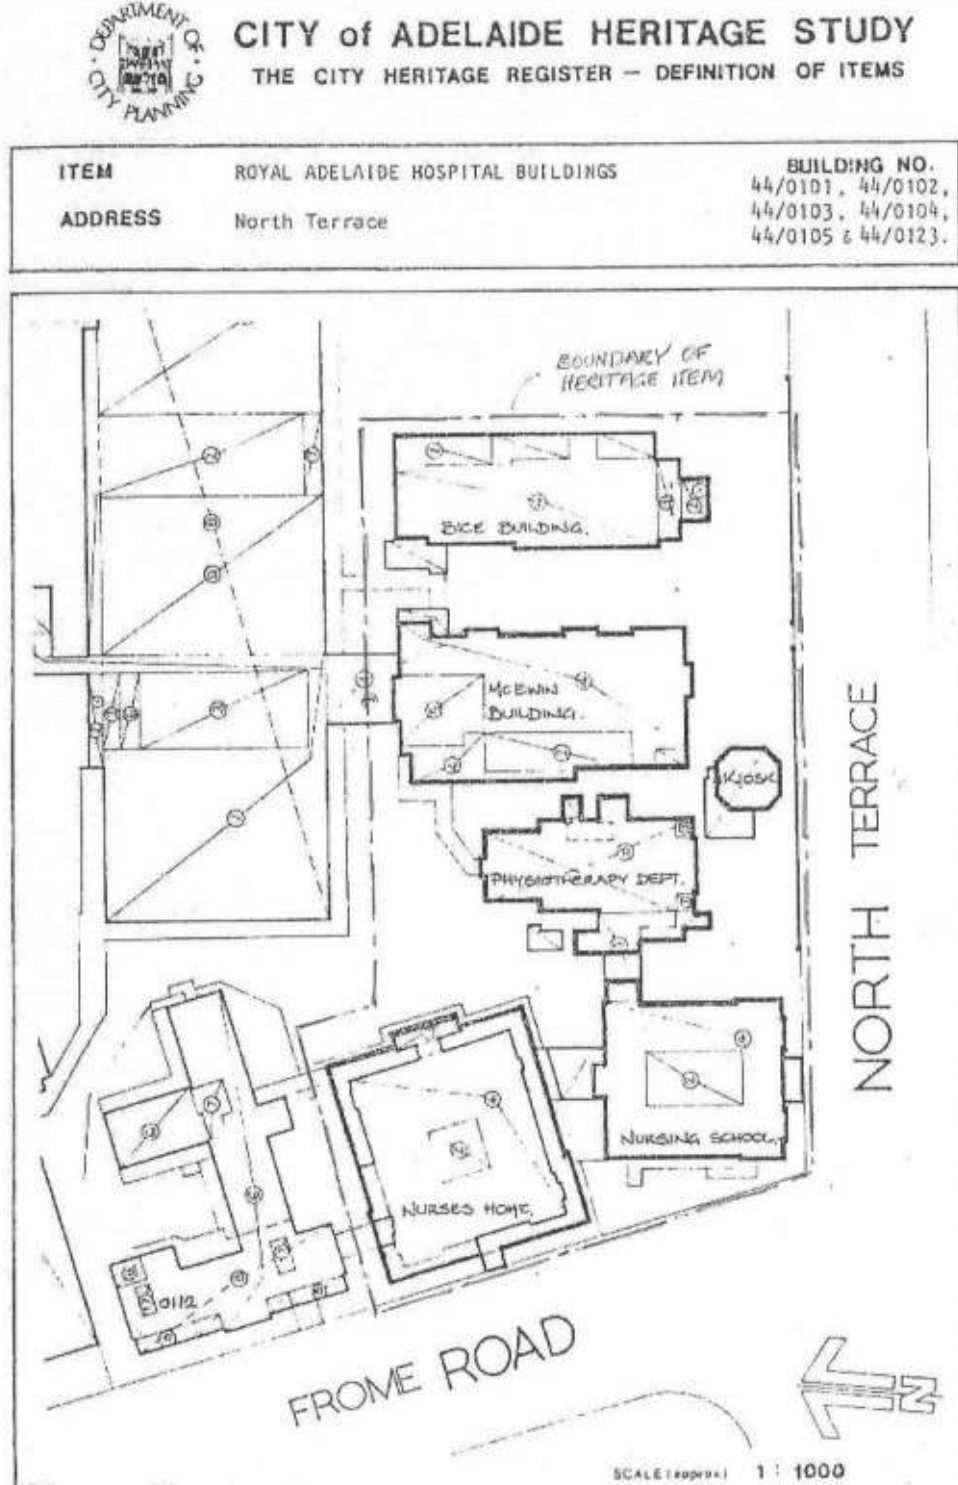 DEPARTMENT OF
CITY PLANNING
CITY of ADELAIDE HERITAGE STUDY
THE CITY HERITAGE REGISTER — DEFINITION OF ITEMS
ITEM ROYAL ADELAIDE HOSPITAL BUILDINGS
ADDRESS North Terrace
BUILDING NO.
44/0101, 44/0102,
44/0103, 44/0104,
44/0105 & 44/0123.
BOUNDARY OF
HERITAGE ITEM
BICE BUILDING.
MCEWIN
BUILDING.
KIOSK
PHYSIOTHERAPY DEPT.
NORTH TERRACE
NURSING SCHOOL.
NURSES HOME.
0112
FROME ROAD
N
SCALE (approx) 1 : 1000